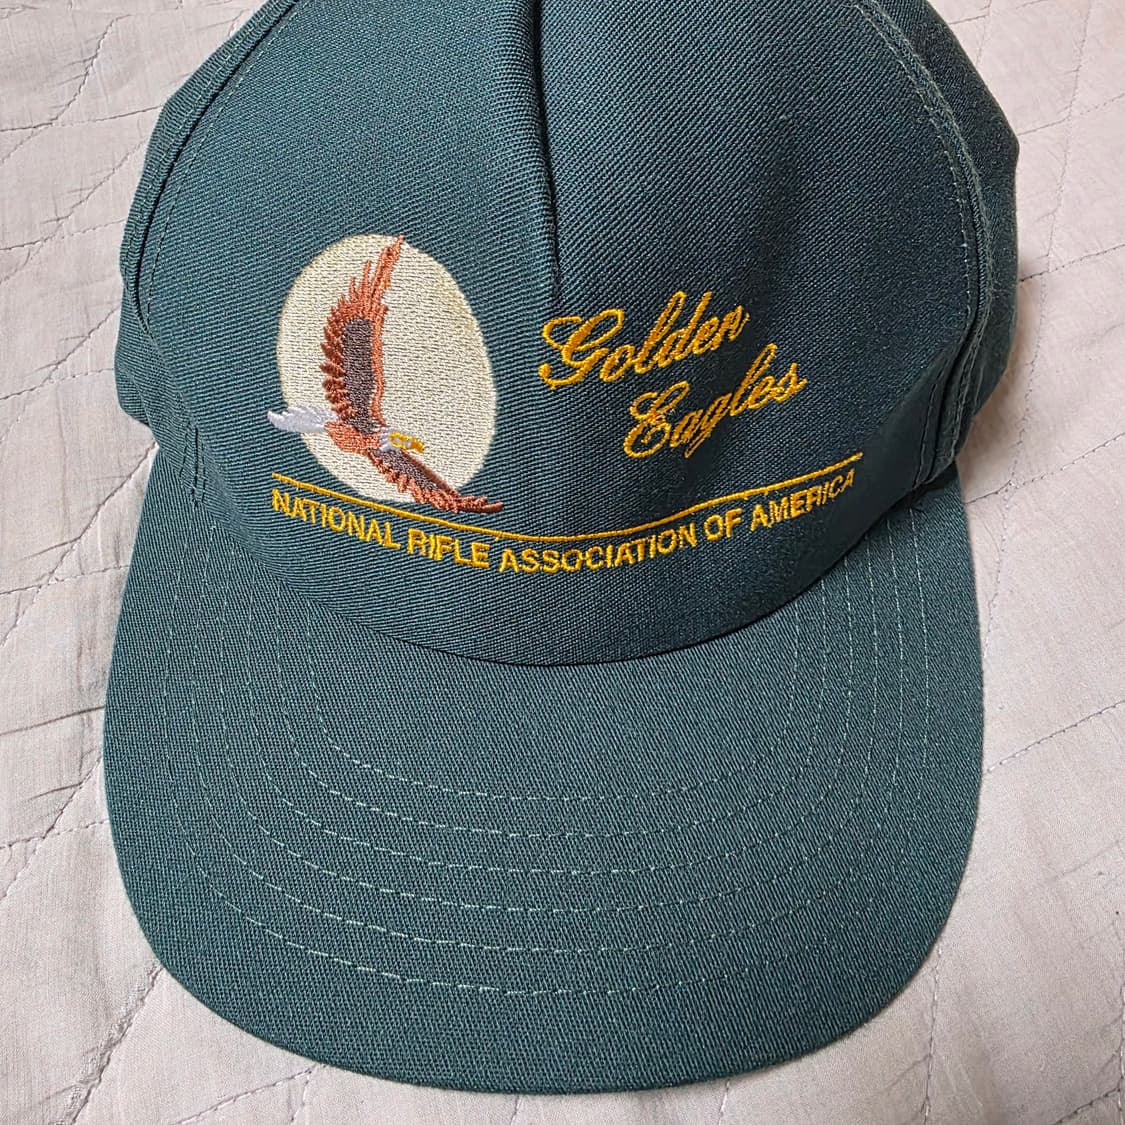 Golden
Eagles
NATIONAL RIFLE ASSOCIATION OF AMERICA